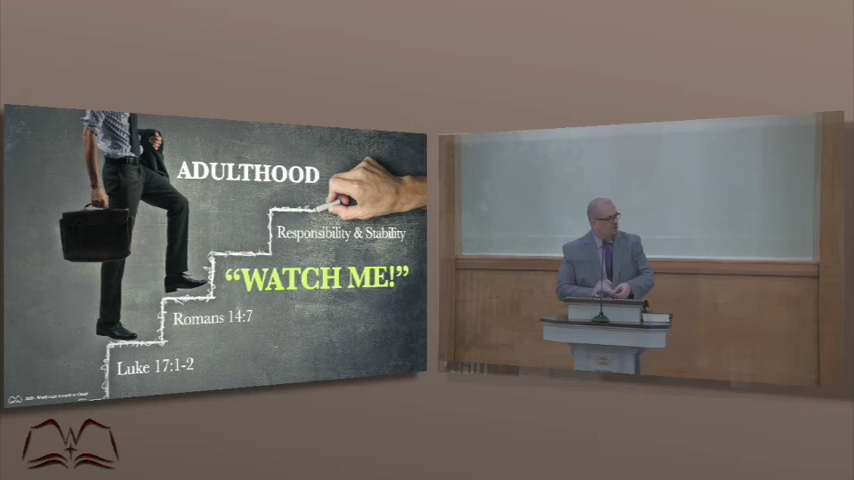 ADULTHOOD
Responsibility & Stability
“WATCH ME!”
Romans 14:7
Luke 17:1-2